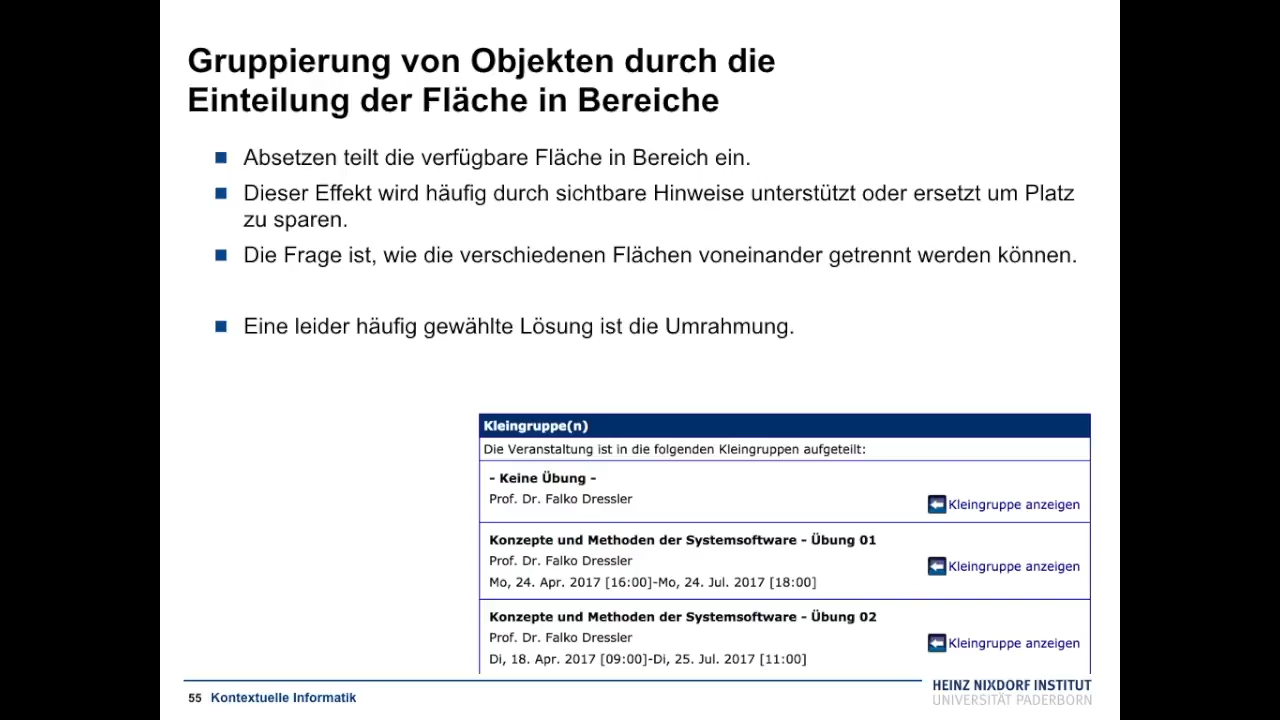 Gruppierung von Objekten durch die
Einteilung der Fläche in Bereiche
Absetzen teilt die verfügbare Fläche in Bereich ein.
Dieser Effekt wird häufig durch sichtbare Hinweise unterstützt oder ersetzt um Platz
zu sparen.
Die Frage ist, wie die verschiedenen Flächen voneinander getrennt werden können.
Eine leider häufig gewählte Lösung ist die Umrahmung.
Kleingruppe(n)
Die Veranstaltung ist in die folgenden Kleingruppen aufgeteilt:
- Keine Übung -
Prof. Dr. Falko Dressler
Kleingruppe anzeigen
Konzepte und Methoden der Systemsoftware - Übung 01
Prof. Dr. Falko Dressler
Kleingruppe anzeigen
Mo, 24. Apr. 2017 [16:00]-Mo, 24. Jul. 2017 [18:00]
Konzepte und Methoden der Systemsoftware - Übung 02
Prof. Dr. Falko Dressler
Kleingruppe anzeigen
Di, 18. Apr. 2017 [09:00]-Di, 25. Jul. 2017 [11:00]
55 Kontextuelle Informatik
HEINZ NIXDORF INSTITUT
UNIVERSITÄT PADERBORN